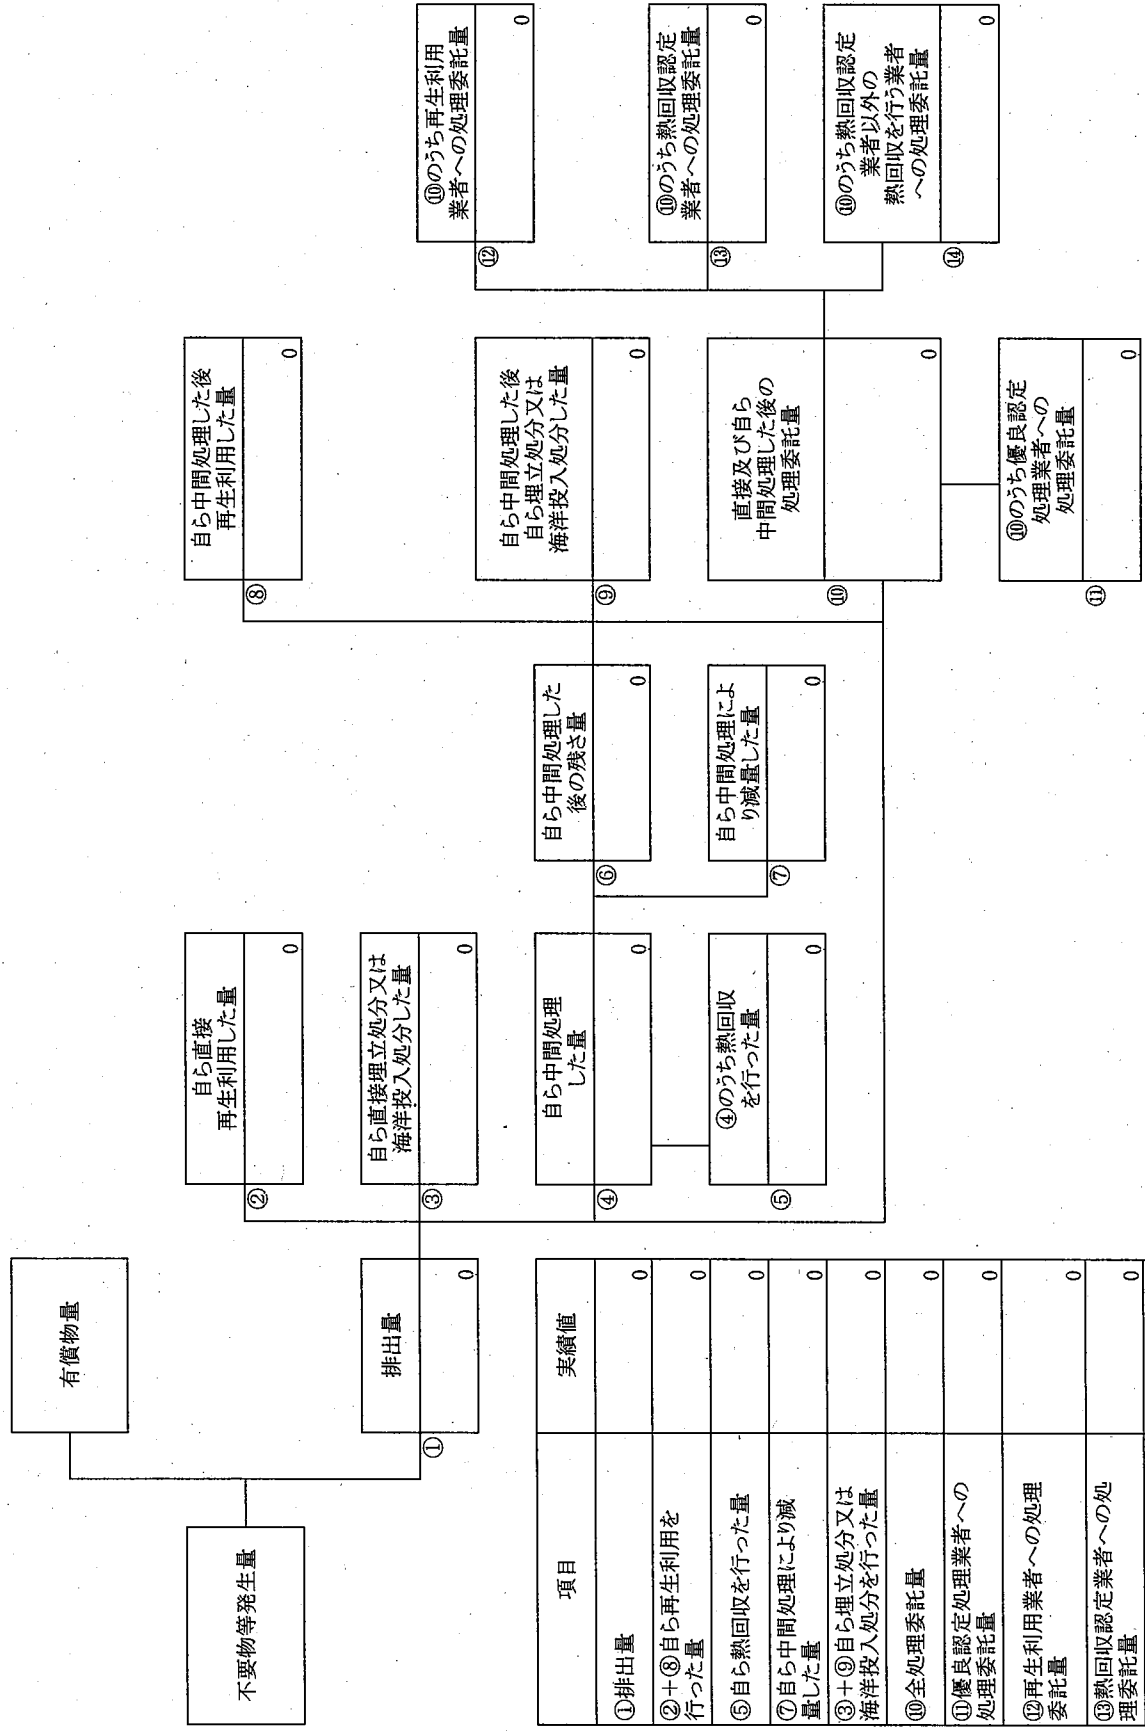 不要物等発生量
有償物量
①
排出量
0
②
自ら直接
再生利用した量
0
③
自ら直接埋立処分又は
海洋投入処分した量
0
④
自ら中間処理
した量
0
⑤
④のうち熱回収
を行った量
0
⑥
自ら中間処理した
後の残さ量
0
⑦
自ら中間処理によ
り減量した量
0
⑧
自ら中間処理した後
再生利用した量
0
⑨
自ら中間処理した後
自ら埋立処分又は
海洋投入処分した量
0
⑩
直接及び自ら
中間処理した後の
処理委託量
0
⑪
⑩のうち優良認定
処理業者への
処理委託量
0
⑫
⑩のうち再生利用
業者への処理委託量
0
⑬
⑩のうち熱回収認定
業者への処理委託量
0
⑭
⑩のうち熱回収認定
業者以外の
熱回収を行う業者
への処理委託量
0
項目 実績値
①排出量 0
②+⑧自ら再生利用を
行った量 0
⑤自ら熱回収を行った量 0
⑦自ら中間処理により減
量した量 0
③+⑨自ら埋立処分又は
海洋投入処分を行った量 0
⑩全処理委託量 0
⑪優良認定処理業者への
処理委託量 0
⑫再生利用業者への処理
委託量 0
⑬熱回収認定業者への処
理委託量 0